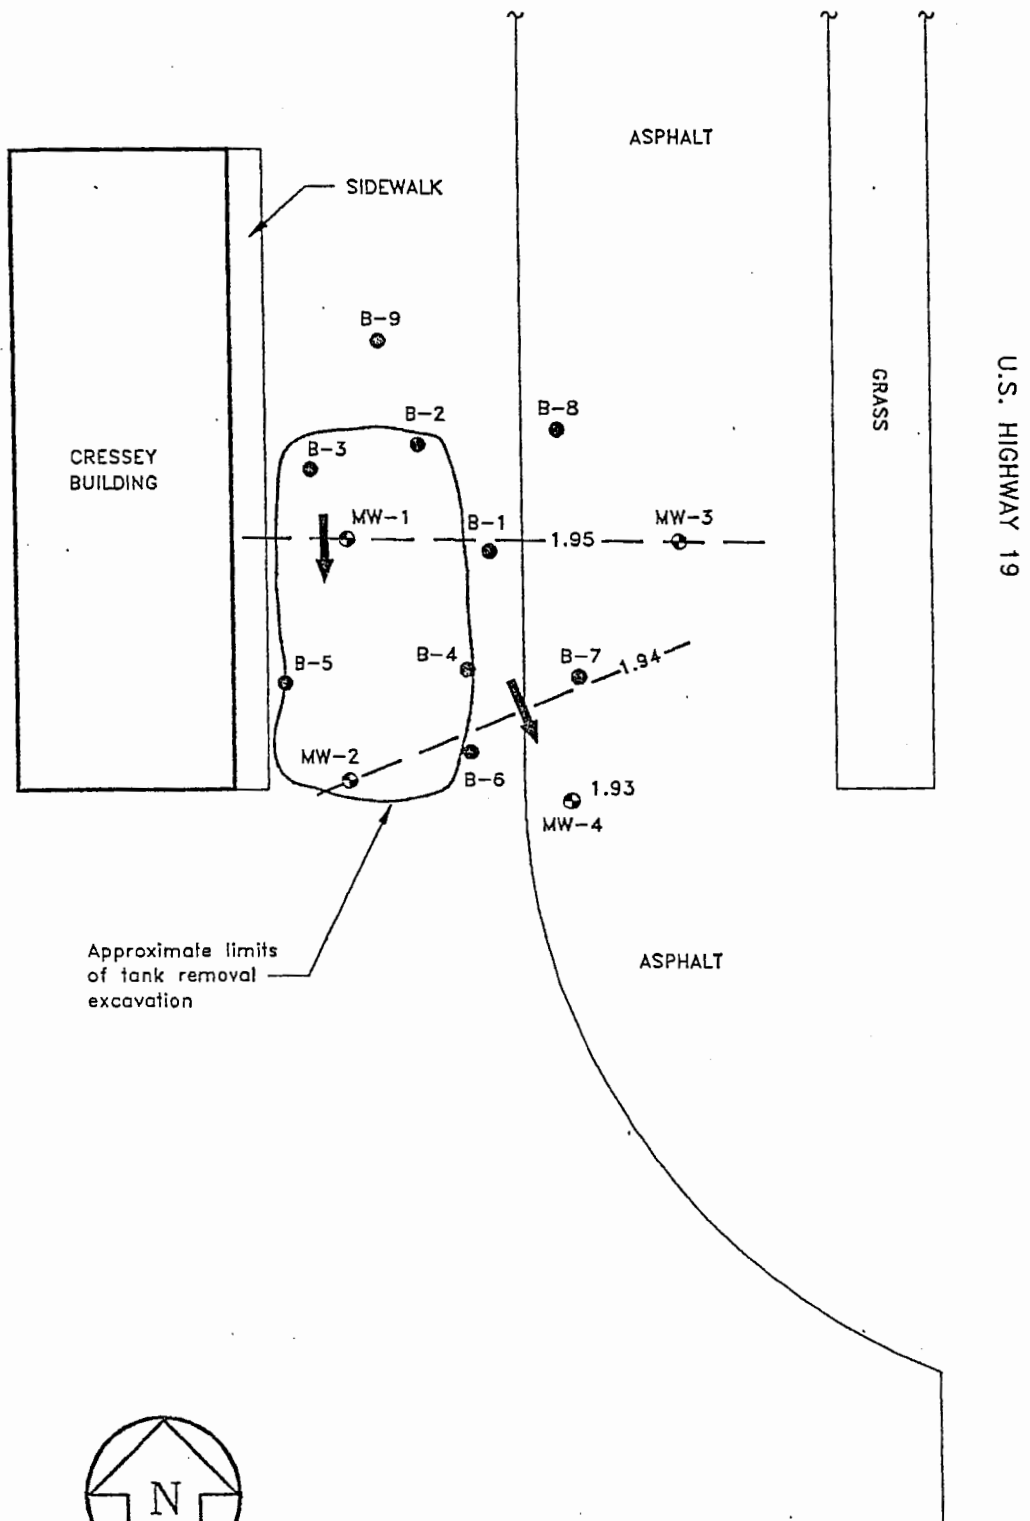 ASPHALT
SIDEWALK
B-9
B-2
B-8
B-3
GRASS
U.S. HIGHWAY 19
CRESSEY
BUILDING
MW-1
B-1
1.95
MW-3
B-5
B-4
B-7
1.94
MW-2
B-6
1.93
MW-4
Approximate limits
of tank removal
excavation
ASPHALT
N